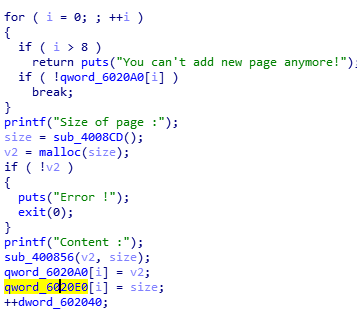 for ( i = 0; ; ++i )
{
if ( i > 8 )
return puts("You can't add new page anymore!");
if ( !qword_6020A0[i] )
break;
}
printf("Size of page :");
size = sub_4008CD();
v2 = malloc(size);
if ( !v2 )
{
puts("Error !");
exit(0);
}
printf("Content :");
sub_400856(v2, size);
qword_6020A0[i] = v2;
qword_6020E0[i] = size;
++dword_602040;